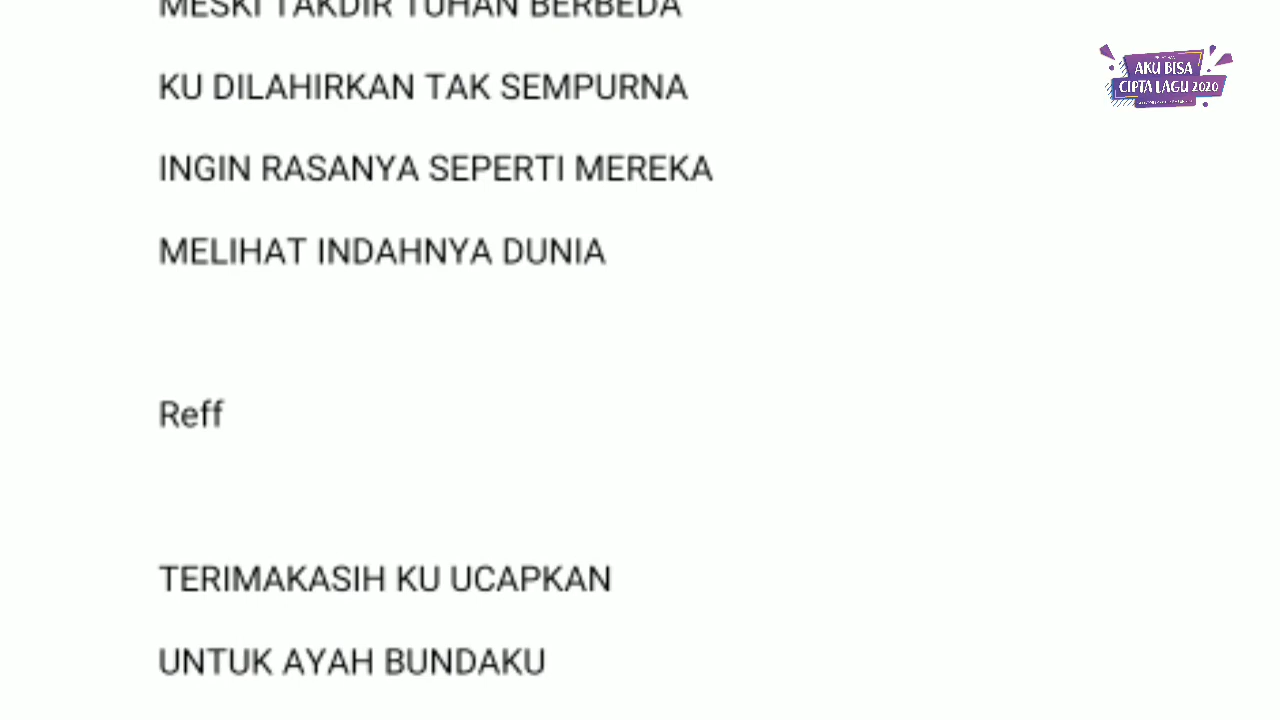 MESKI TAKDIR TUHAN BERBEDA
KU DILAHIRKAN TAK SEMPURNA
INGIN RASANYA SEPERTI MEREKA
MELIHAT INDAHNYA DUNIA
Reff
TERIMAKASIH KU UCAPKAN
UNTUK AYAH BUNDAKU
AKU BISA
CIPTA LAGU 2020